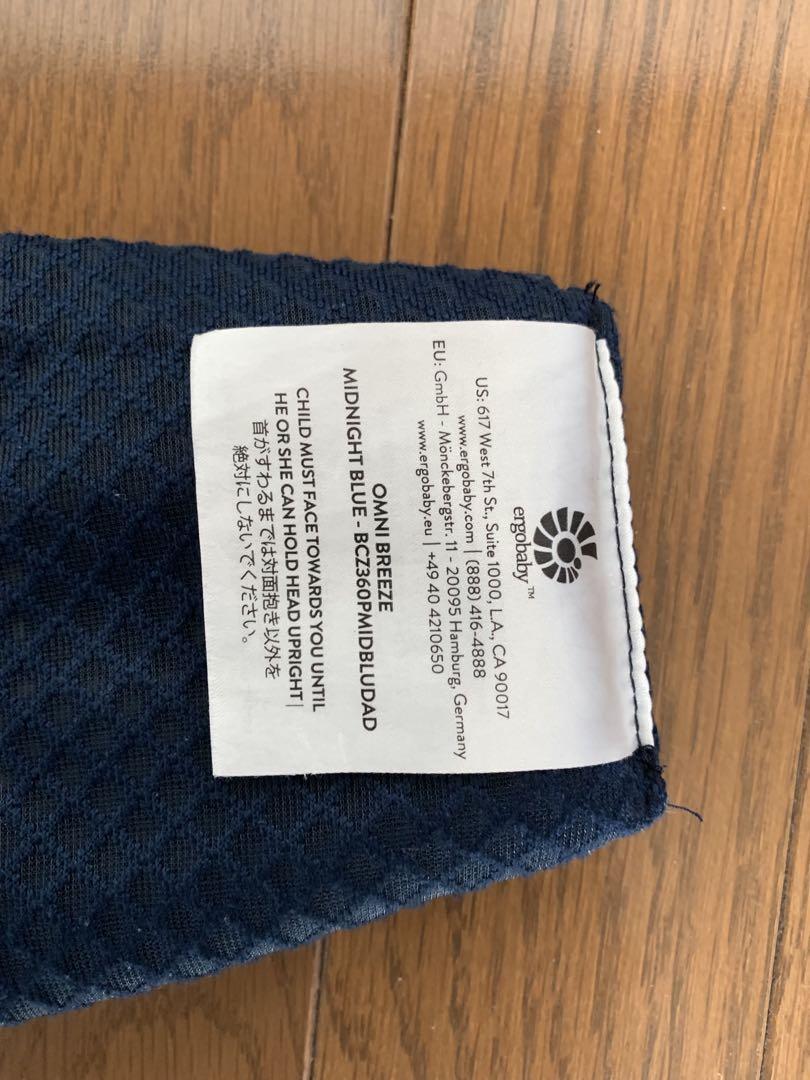 ergobaby™
US: 617 West 7th St., Suite 1000, L.A., CA 90017
www.ergobaby.com | (888) 416-4888
EU: GmbH - Mönckebergstr. 11 - 20095 Hamburg, Germany
www.ergobaby.eu | +49 40 4210650
OMNI BREEZE
MIDNIGHT BLUE - BCZ360PMIDBLUDAD
CHILD MUST FACE TOWARDS YOU UNTIL
HE OR SHE CAN HOLD HEAD UPRIGHT |
首がすわるまでは対面抱き以外を
絶対にしないでください。